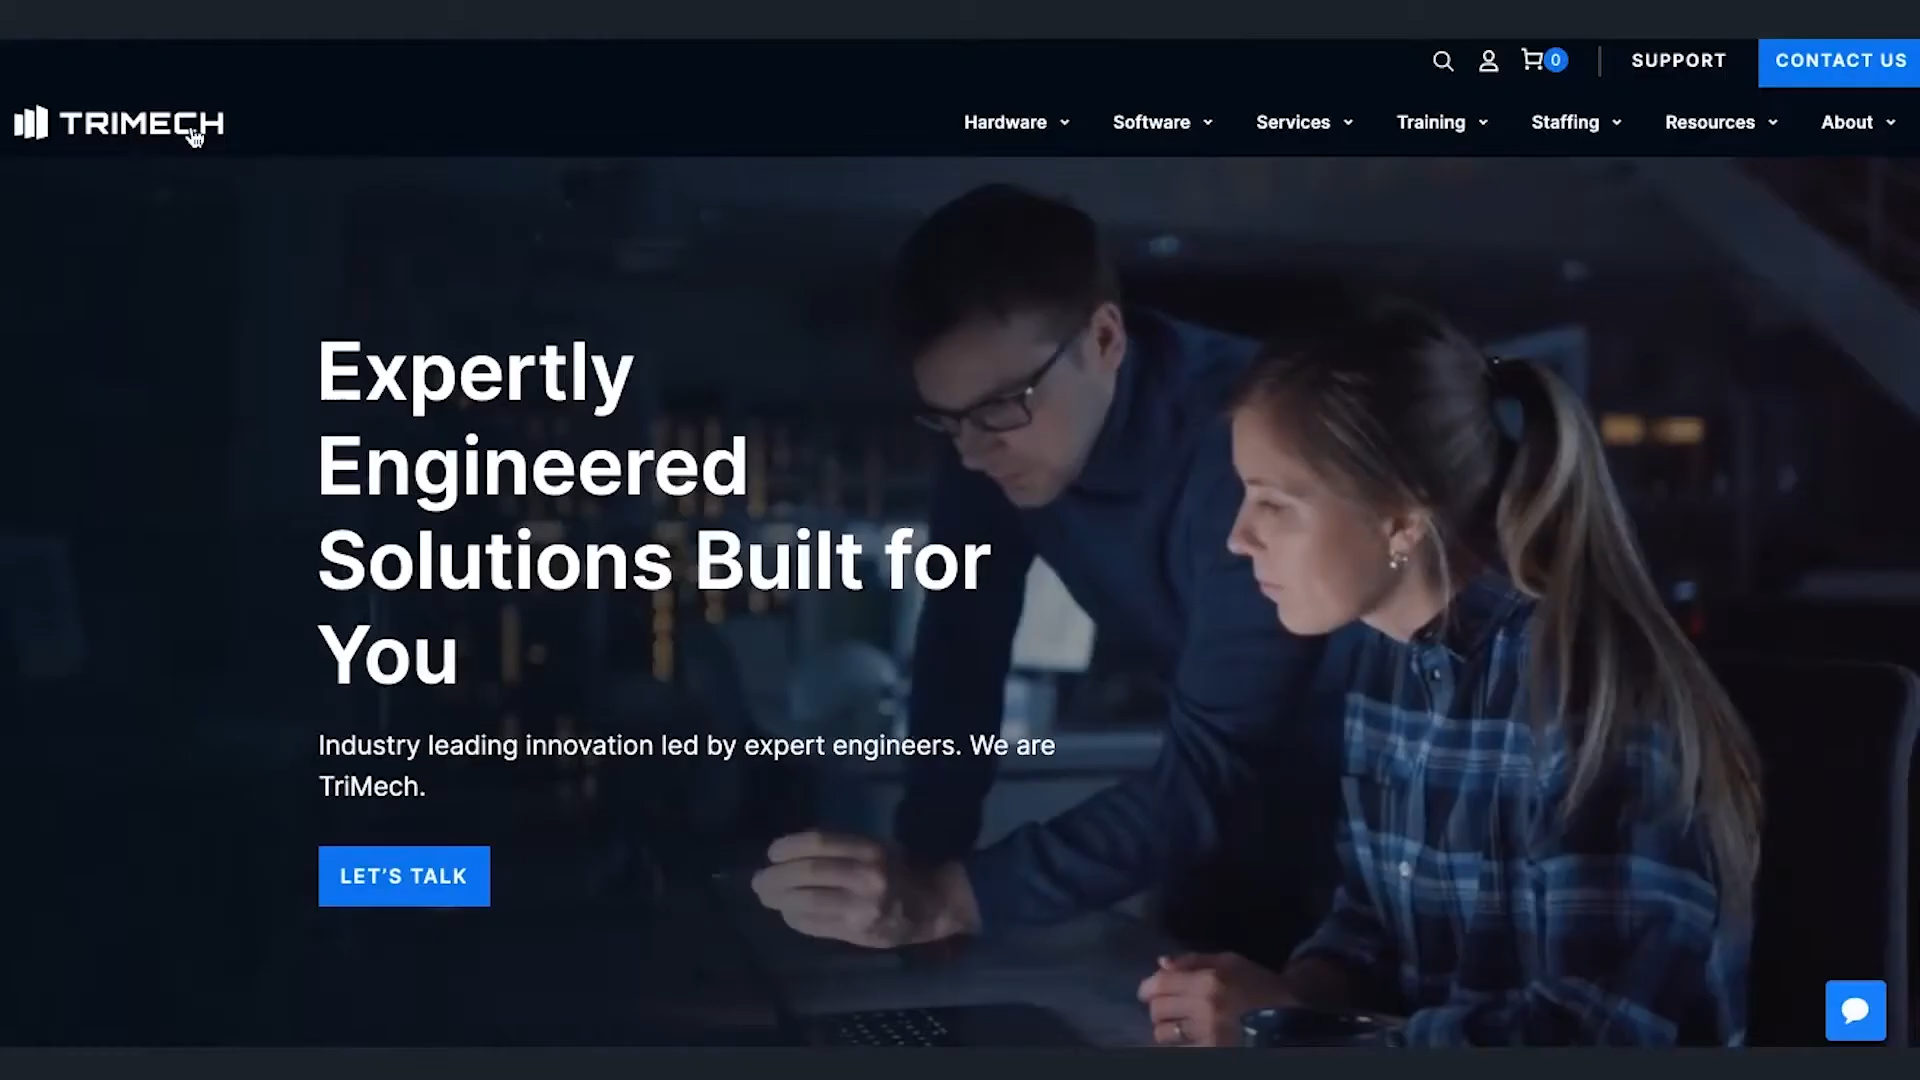 0
SUPPORT
CONTACT US
TRIMECH
Hardware
Software
Services
Training
Staffing
Resources
About
Expertly
Engineered
Solutions Built for
You
Industry leading innovation led by expert engineers. We are
TriMech.
LET’S TALK